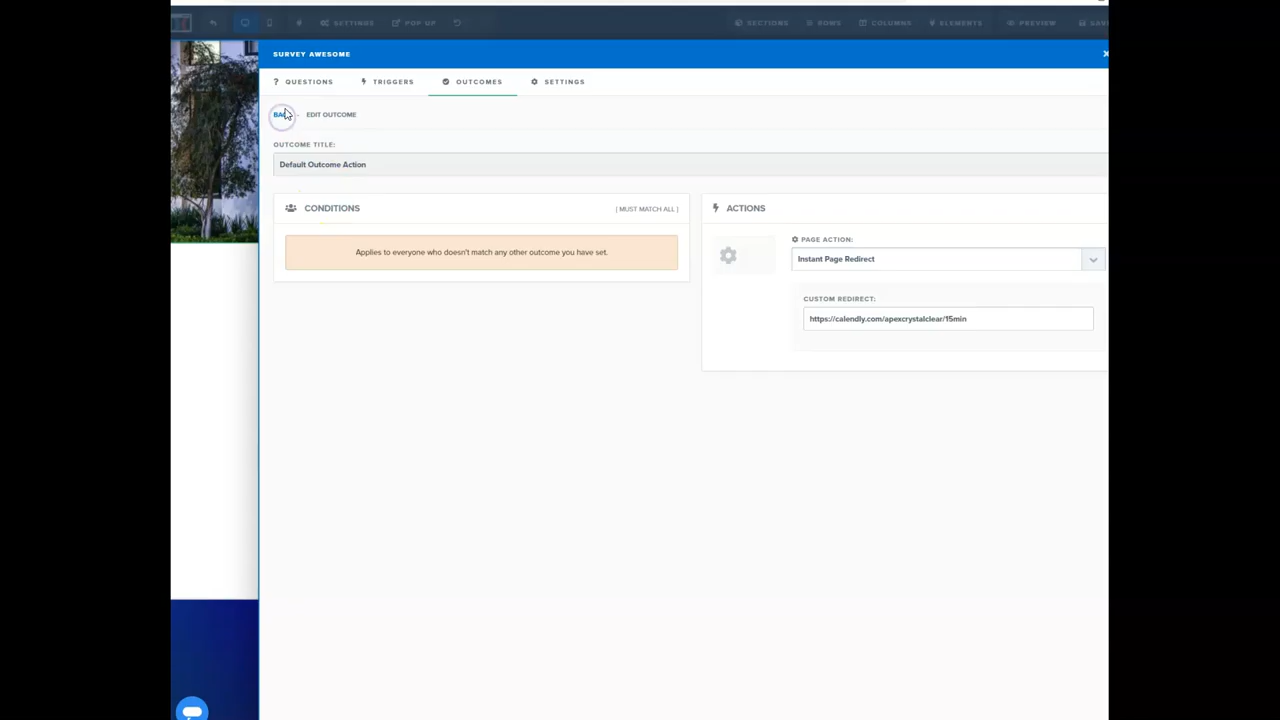 SETTINGS POP UP SECTIONS ROWS COLUMNS ELEMENTS PREVIEW
SURVEY AWESOME
? QUESTIONS TRIGGERS OUTCOMES SETTINGS
EDIT OUTCOME
OUTCOME TITLE:
Default Outcome Action
CONDITIONS [ MUST MATCH ALL ]
Applies to everyone who doesn't match any other outcome you have set.
ACTIONS
PAGE ACTION:
Instant Page Redirect
CUSTOM REDIRECT:
https://calendly.com/apexcrystalclear/15min